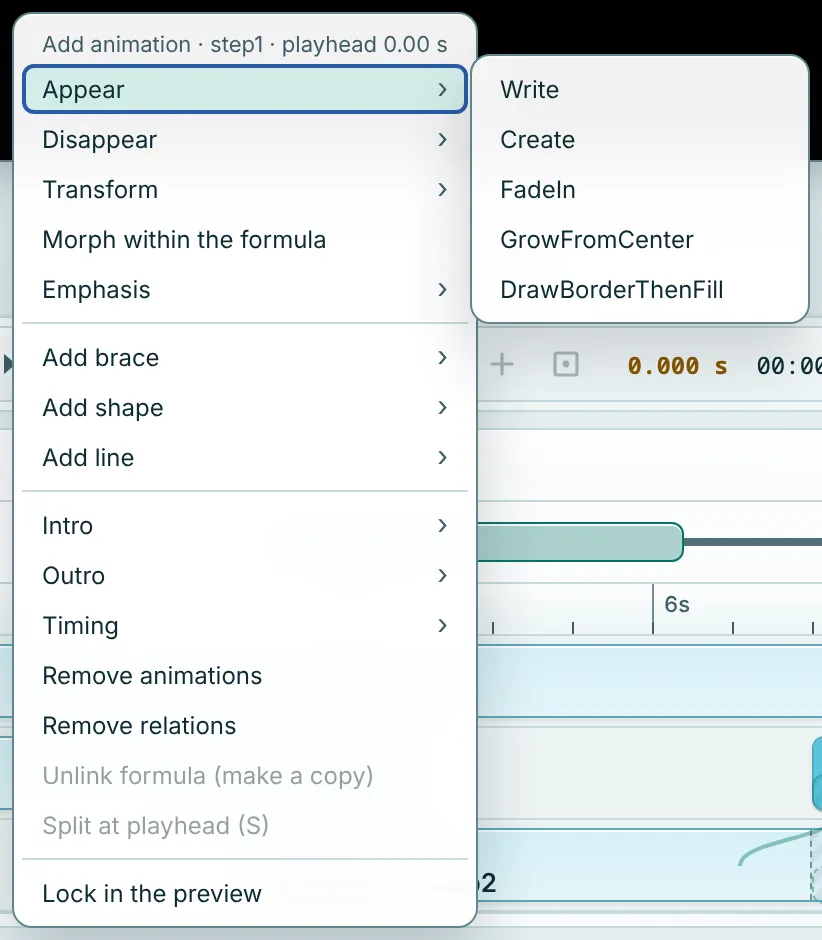 Add animation · step1 · playhead 0.00 s
Appear
Disappear
Transform
Morph within the formula
Emphasis
Add brace
Add shape
Add line
Intro
Outro
Timing
Remove animations
Remove relations
Unlink formula (make a copy)
Split at playhead (S)
Lock in the preview
Write
Create
FadeIn
GrowFromCenter
DrawBorderThenFill
0.000 s
6s